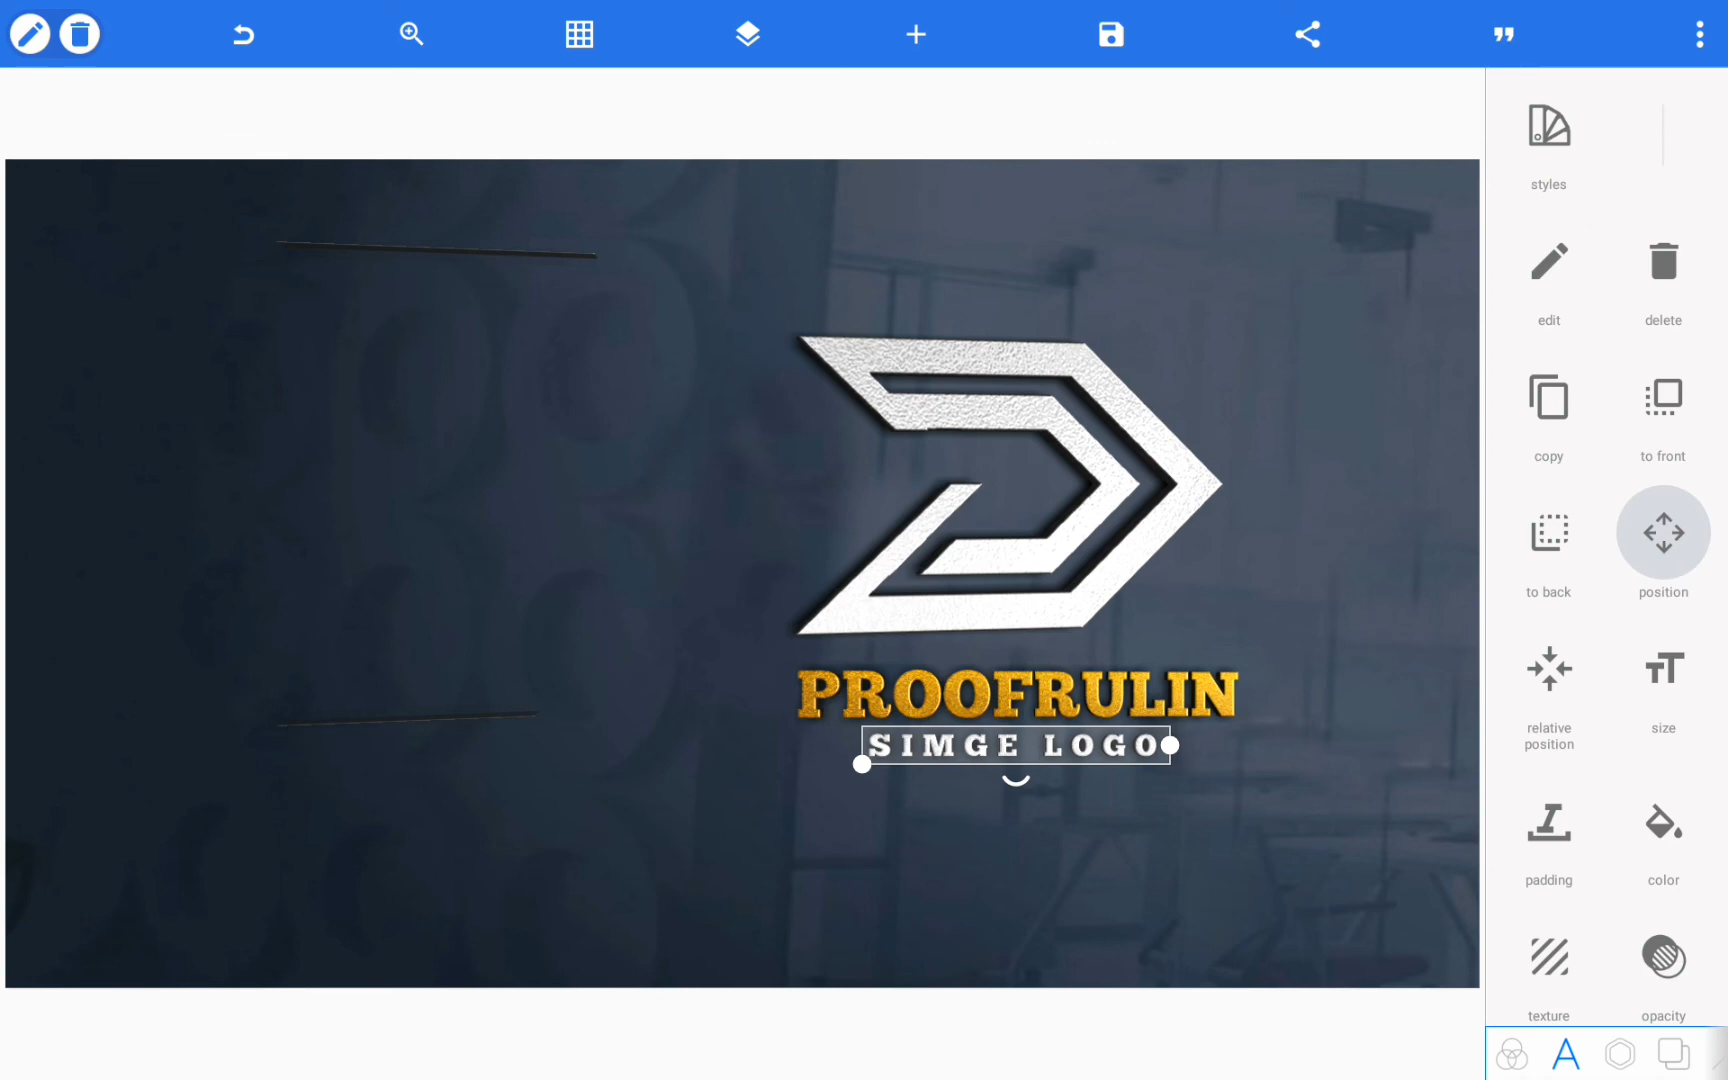 styles
edit
delete
copy
to front
to back
position
relative
position
size
padding
color
texture
opacity
PROOFRULIN
SIMGE LOGO